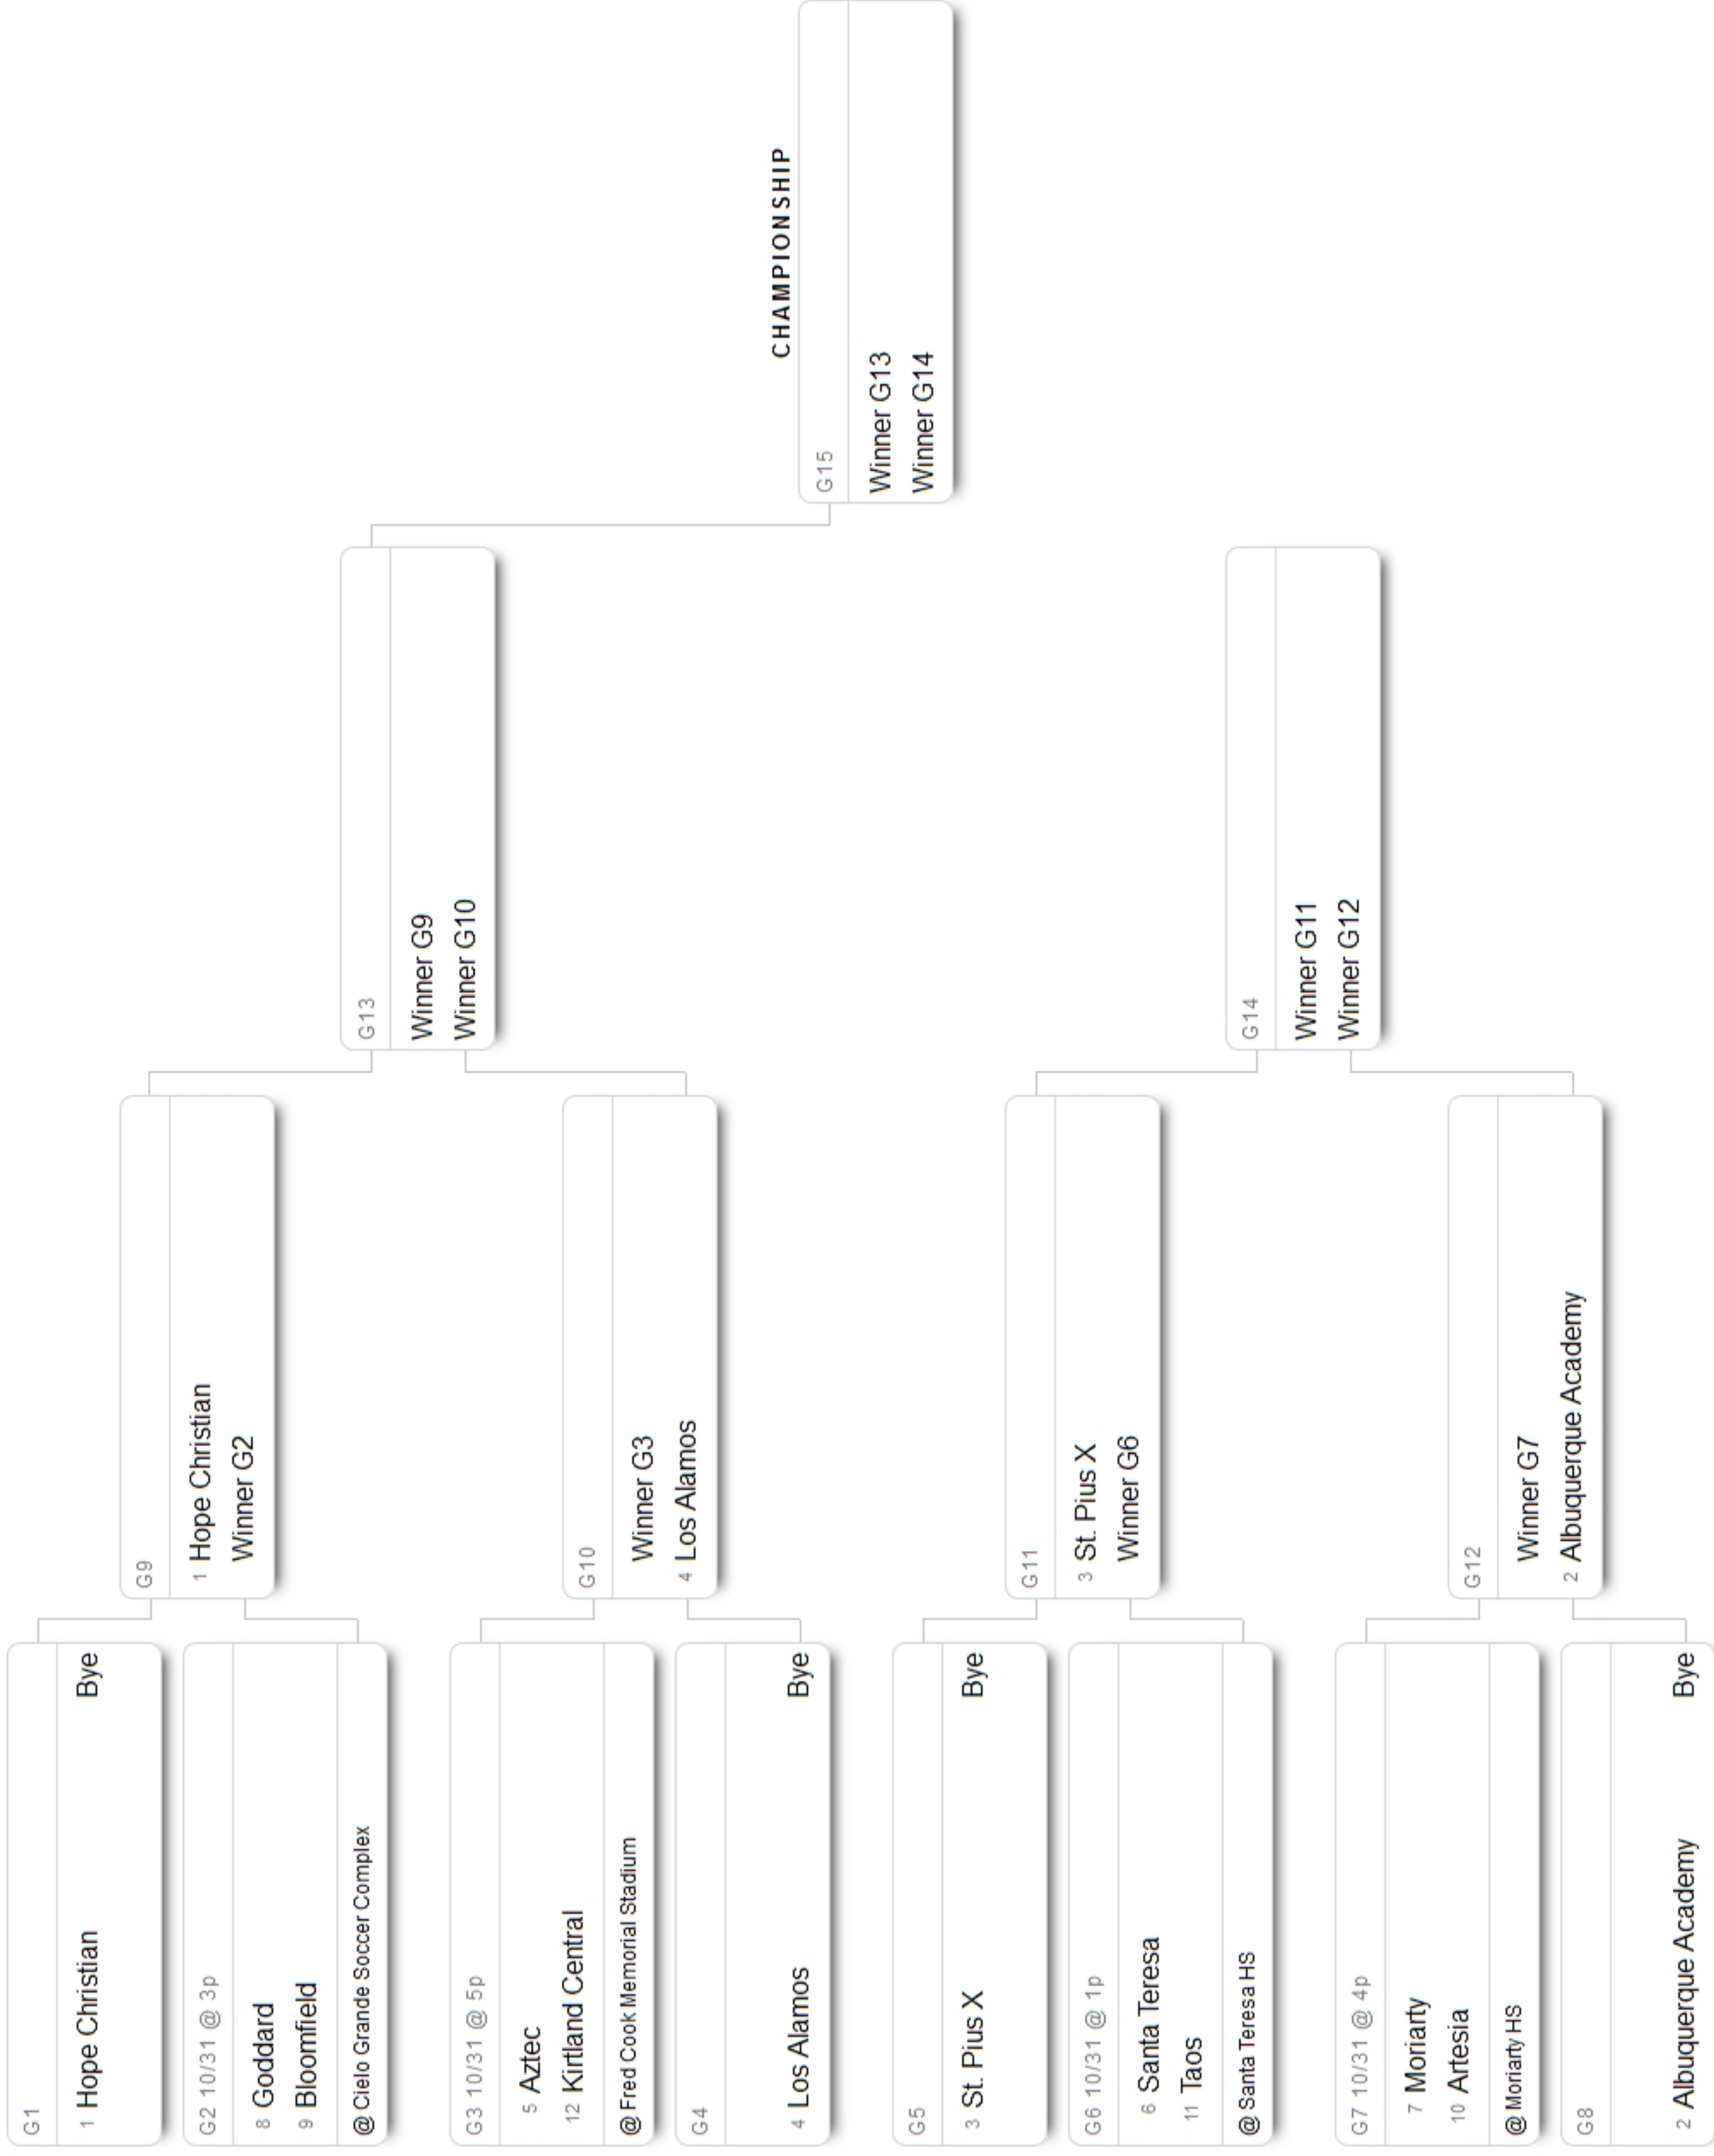 G1
1 Hope Christian Bye
G2 10/31 @ 3p
8 Goddard
9 Bloomfield
@ Cielo Grande Soccer Complex
G3 10/31 @ 5p
5 Aztec
12 Kirtland Central
@ Fred Cook Memorial Stadium
G4
Bye
4 Los Alamos
G5
3 St. Pius X Bye
G6 10/31 @ 1p
6 Santa Teresa
11 Taos
@ Santa Teresa HS
G7 10/31 @ 4p
7 Moriarty
10 Artesia
@ Moriarty HS
G8
2 Albuquerque Academy Bye
G9
1 Hope Christian
Winner G2
G10
Winner G3
4 Los Alamos
G11
3 St. Pius X
Winner G6
G12
Winner G7
2 Albuquerque Academy
G13
Winner G9
Winner G10
G14
Winner G11
Winner G12
CHAMPIONSHIP
G15
Winner G13
Winner G14